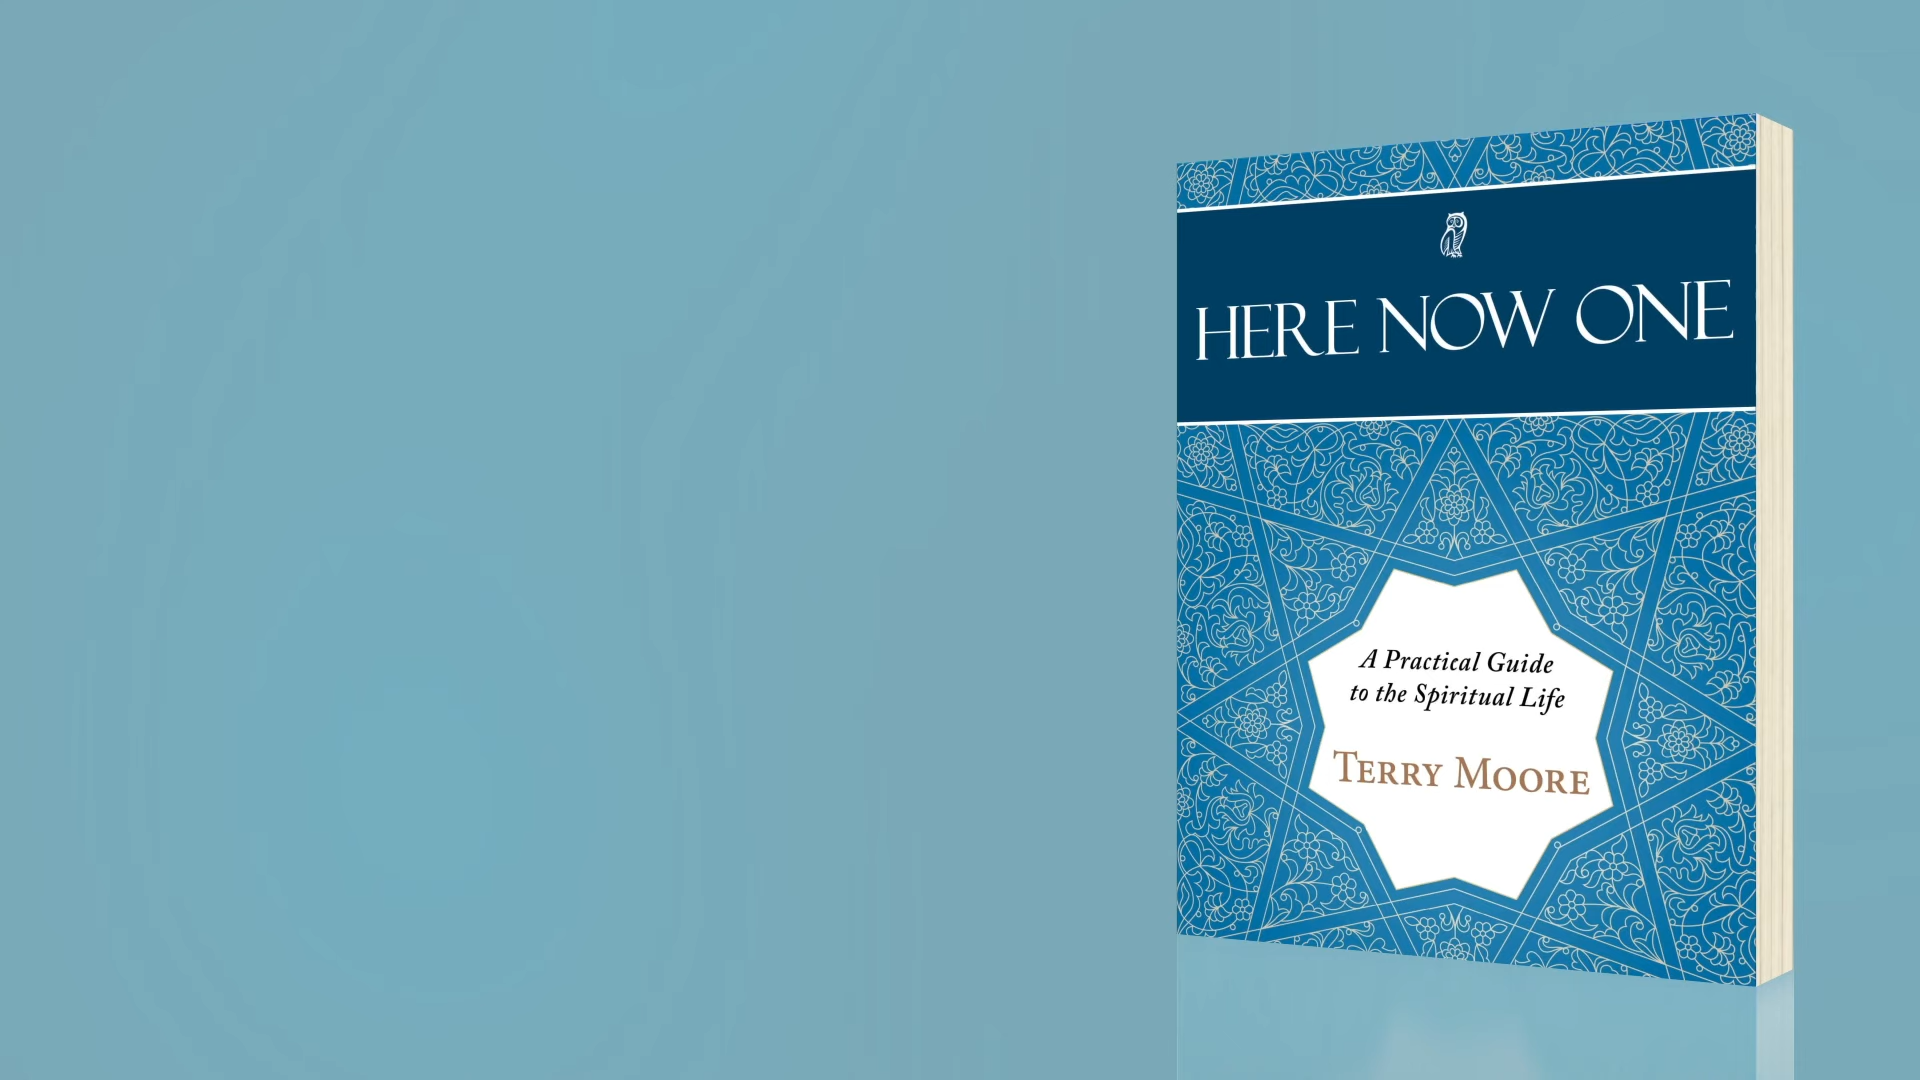 HERE NOW ONE
A Practical Guide
to the Spiritual Life
TERRY MOORE